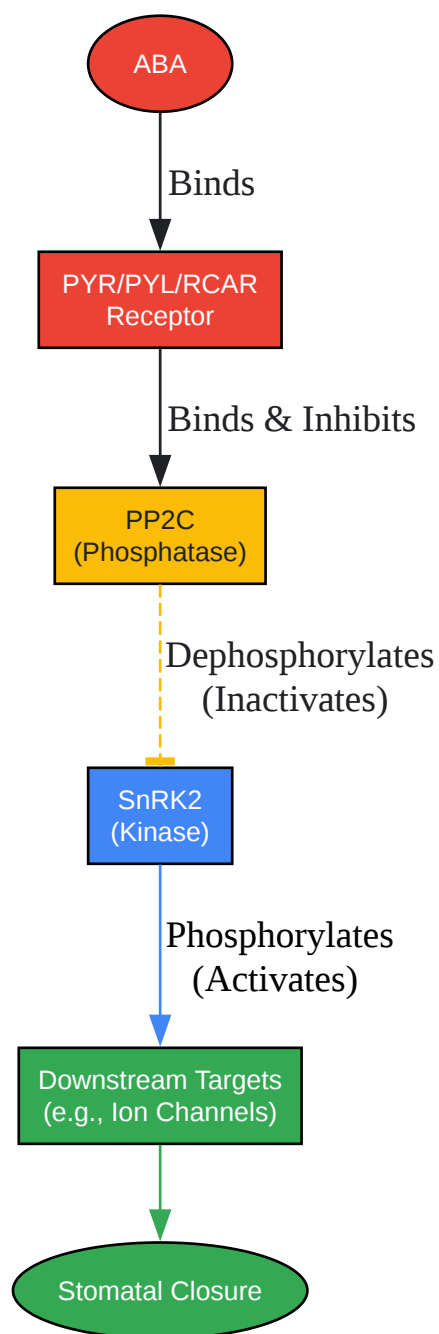 ABA
Binds
PYR/PYL/RCAR
Receptor
Binds & Inhibits
PP2C
(Phosphatase)
Dephosphorylates
(Inactivates)
SnRK2
(Kinase)
Phosphorylates
(Activates)
Downstream Targets
(e.g., Ion Channels)
Stomatal Closure